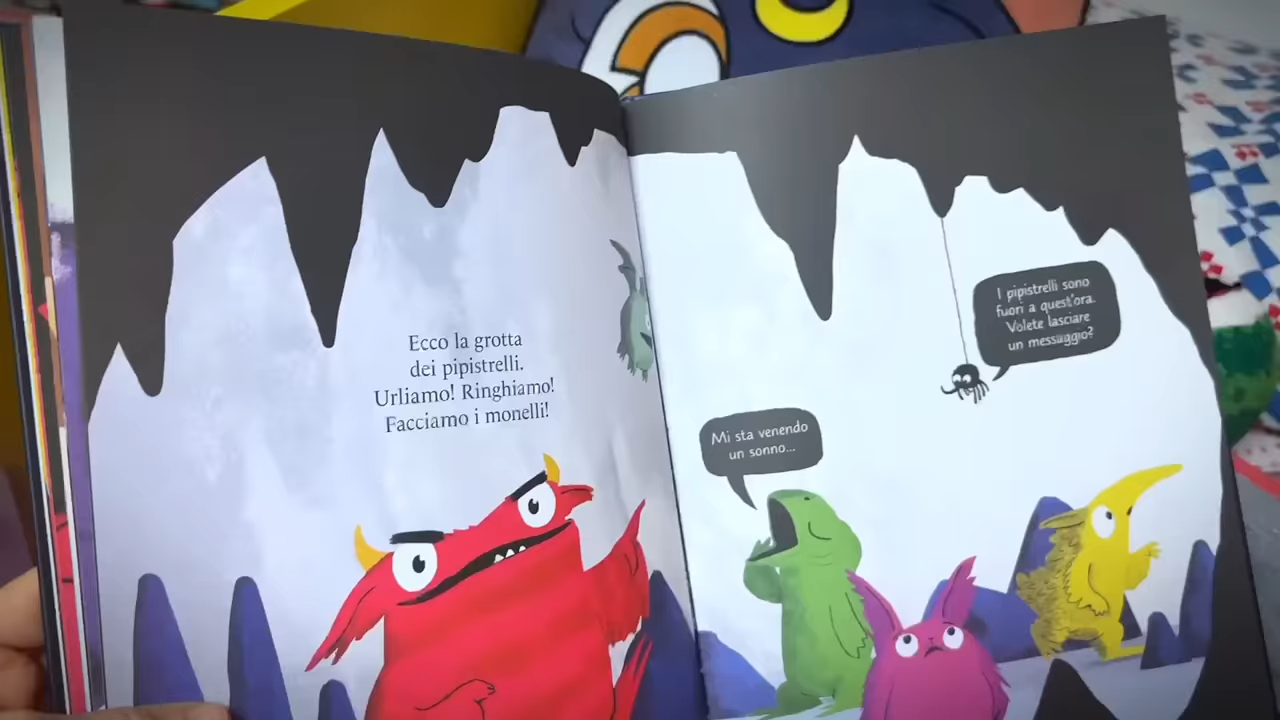 Ecco la grotta
dei pipistrelli.
Urliamo! Ringhiamo!
Facciamo i monelli!
I pipistrelli sono
fuori a quest'ora.
Volete lasciare
un messaggio?
Mi sta venendo
un sonno...